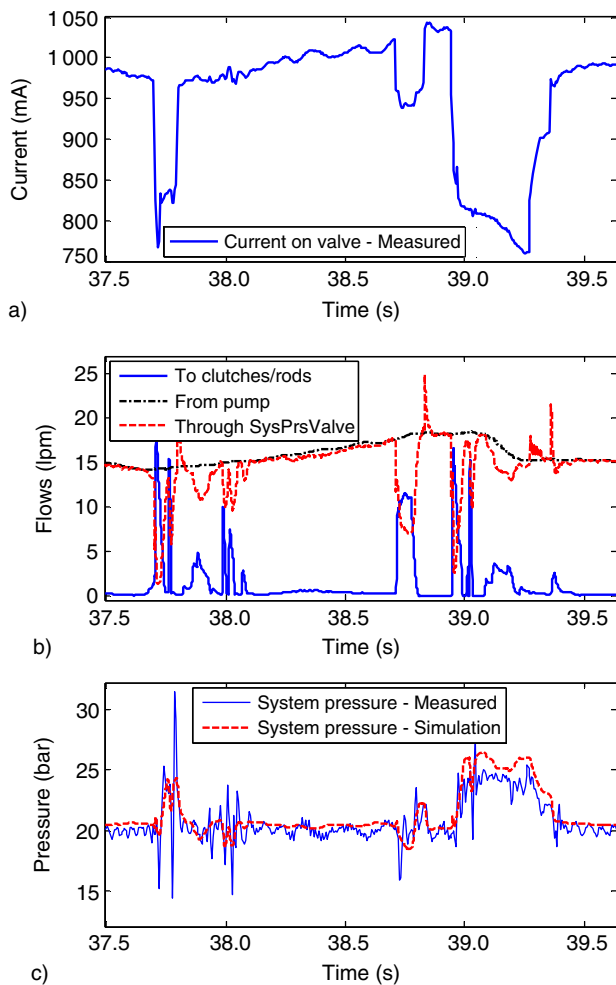 1 050
1 000
950
900
850
800
750
Current (mA)
Current on valve - Measured
37.5 38.0 38.5 39.0 39.5
Time (s)
a)
25
20
15
10
5
0
Flows (lpm)
To clutches/rods
From pump
Through SysPrsValve
37.5 38.0 38.5 39.0 39.5
Time (s)
b)
30
25
20
15
Pressure (bar)
System pressure - Measured
System pressure - Simulation
37.5 38.0 38.5 39.0 39.5
Time (s)
c)